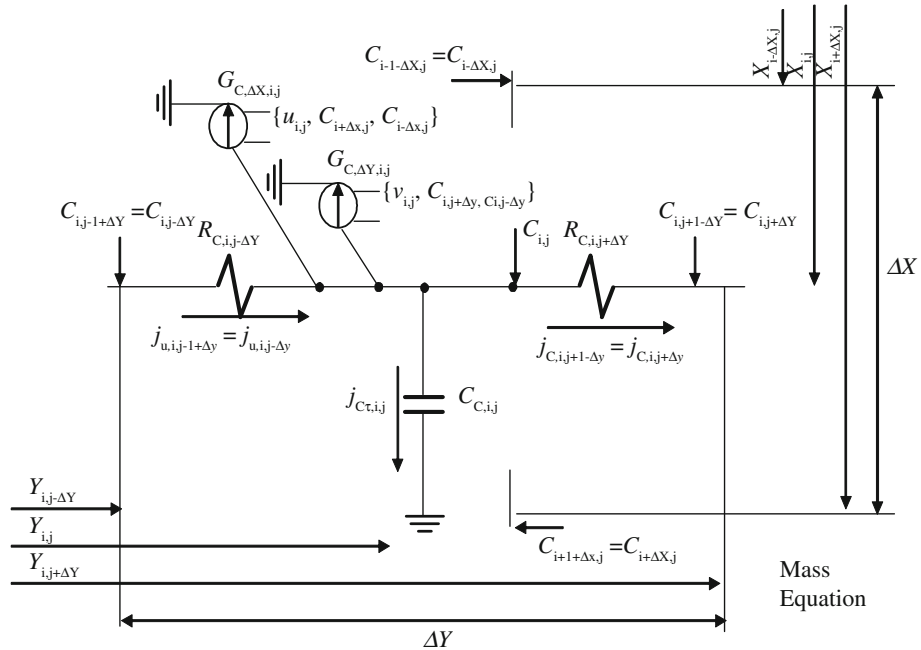 C_{i-1-ΔX,j} = C_{i-ΔX,j}
X_{i-ΔX,j}
X_{i,j}
X_{i+ΔX,j}
G_{C,ΔX,i,j}
{u_{i,j}, C_{i+Δx,j}, C_{i-Δx,j}}
G_{C,ΔY,i,j}
{v_{i,j}, C_{i,j+Δy, Ci,j-Δy}}
C_{i,j-1+ΔY} = C_{i,j-ΔY}
R_{C,i,j-ΔY}
C_{i,j}
R_{C,i,j+ΔY}
C_{i,j+1-ΔY} = C_{i,j+ΔY}
ΔX
j_{u,i,j-1+Δy} = j_{u,i,j-Δy}
j_{C,i,j+1-Δy} = j_{C,i,j+Δy}
j_{Cτ,i,j}
C_{C,i,j}
Y_{i,j-ΔY}
Y_{i,j}
Y_{i,j+ΔY}
C_{i+1+Δx,j} = C_{i+ΔX,j}
Mass
Equation
ΔY